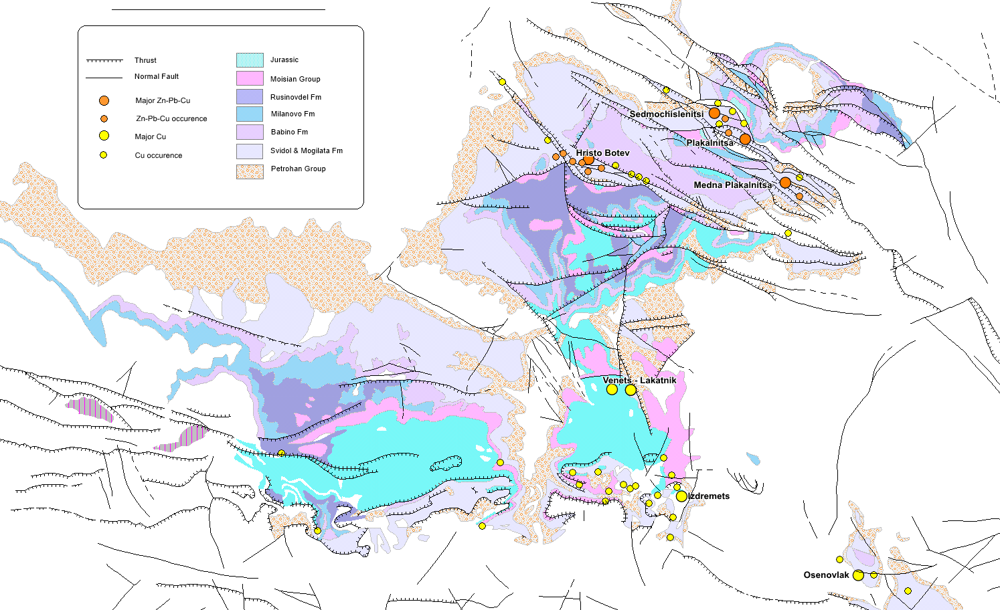 Thrust
Normal Fault
Major Zn-Pb-Cu
Zn-Pb-Cu occurence
Major Cu
Cu occurence
Jurassic
Moisian Group
Rusinovdel Fm
Milanovo Fm
Babino Fm
Svidol & Mogilata Fm
Petrohan Group
Sedmochislenitsi
Plakalnitsa
Hristo Botev
Medna Plakalnitsa
Venets - Lakatnik
Izdremets
Osenovlak